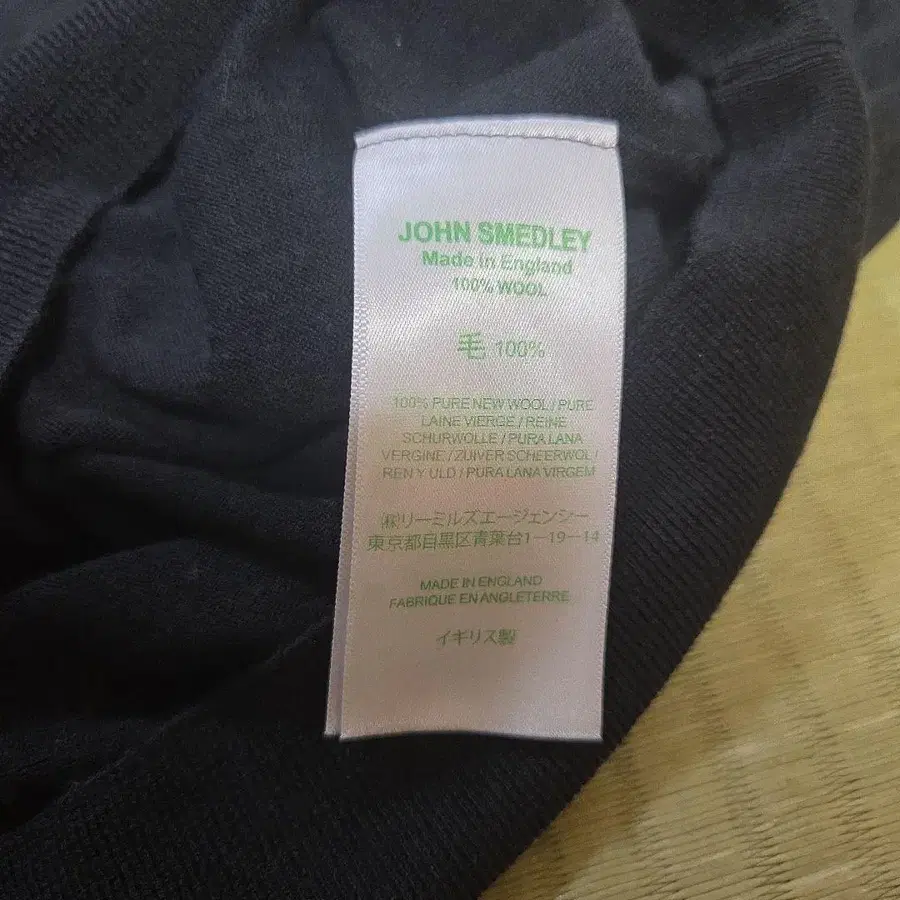 JOHN SMEDLEY
Made in England
100% WOOL
毛 100%
100% PURE NEW WOOL / PURE
LAINE VIERGE / REINE
SCHURWOLLE / PURA LANA
VERGINE / ZUIVER SCHEERWOL /
REN Y ULD / PURA LANA VIRGEM
㈱リーミルズエージェンシー
東京都目黒区青葉台1-19-14
MADE IN ENGLAND
FABRIQUE EN ANGLETERRE
イギリス製